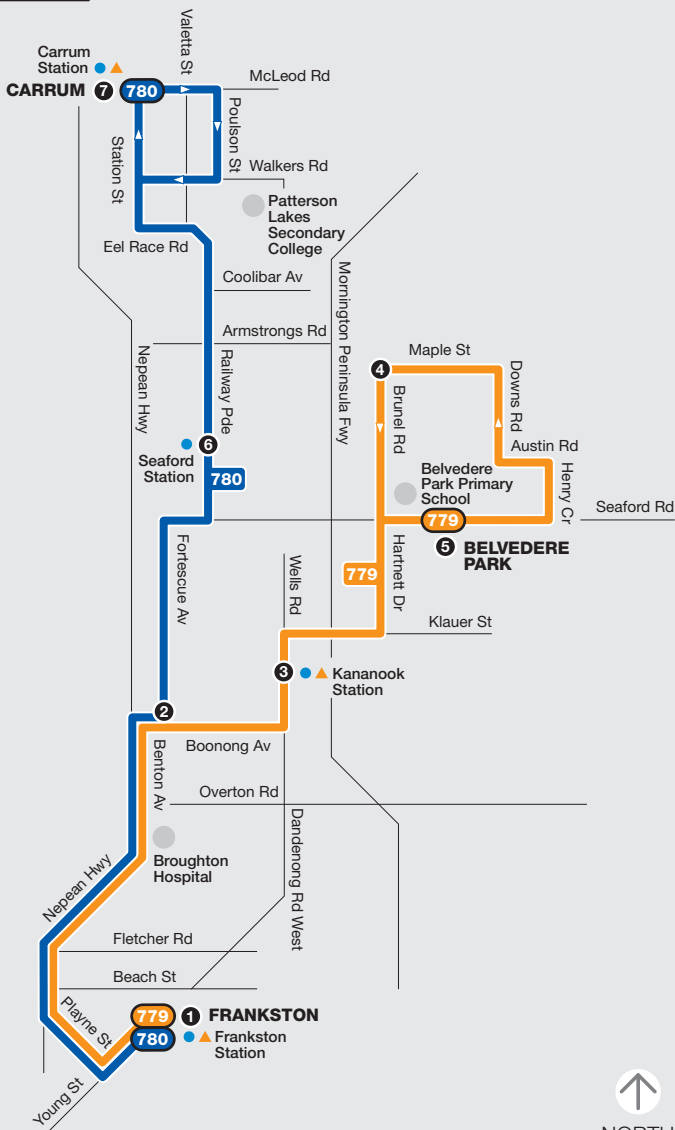 Valetta St
Carrum
Station
McLeod Rd
CARRUM 7 780
Poulson St
Station St
Walkers Rd
Patterson
Lakes
Secondary
College
Eel Race Rd
Coolibar Av
Mornington Peninsula Fwy
Armstrongs Rd
Nepean Hwy
Railway Pde
Maple St
4
Downs Rd
Brunel Rd
6
Seaford
Station
780
Austin Rd
Belvedere
Park Primary
School
Henry Cr
Seaford Rd
779
5 BELVEDERE
PARK
Fortescue Av
Wells Rd
779
Hartnett Dr
Klauer St
3 Kananook
Station
2
Benton Av
Boonong Av
Overton Rd
Dandenong Rd West
Broughton
Hospital
Nepean Hwy
Fletcher Rd
Beach St
Playne St
779 1 FRANKSTON
780 Frankston
Station
Young St
NORTH